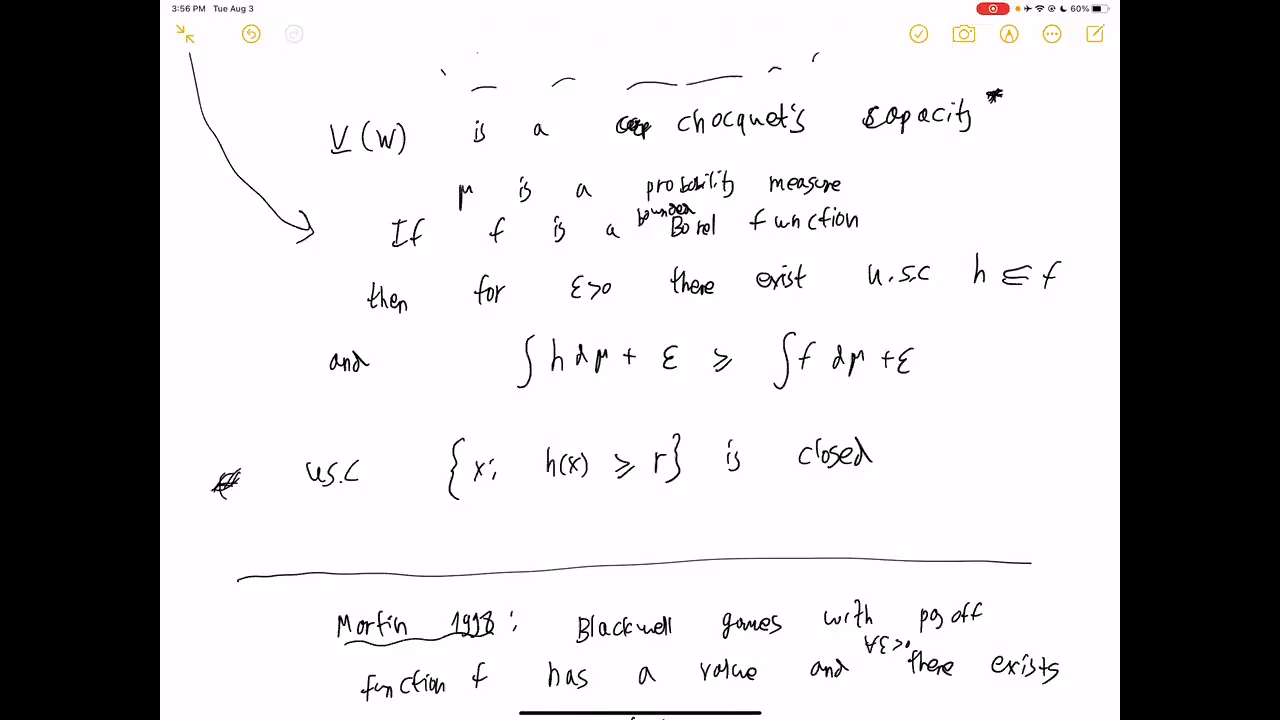 3:56 PM Tue Aug 3
60%
V(W) is a Chocquet's capacity*
μ is a probability measure
If f is a bounded Borel function
then for ε>0 there exist u.s.c h ≤ f
and ∫h dμ + ε ≥ ∫f dμ + ε
u.s.c {x; h(x) ≥ r} is closed
Martin 1998: Blackwell games with payoff
function f has a value and ∀ε>0 there exists